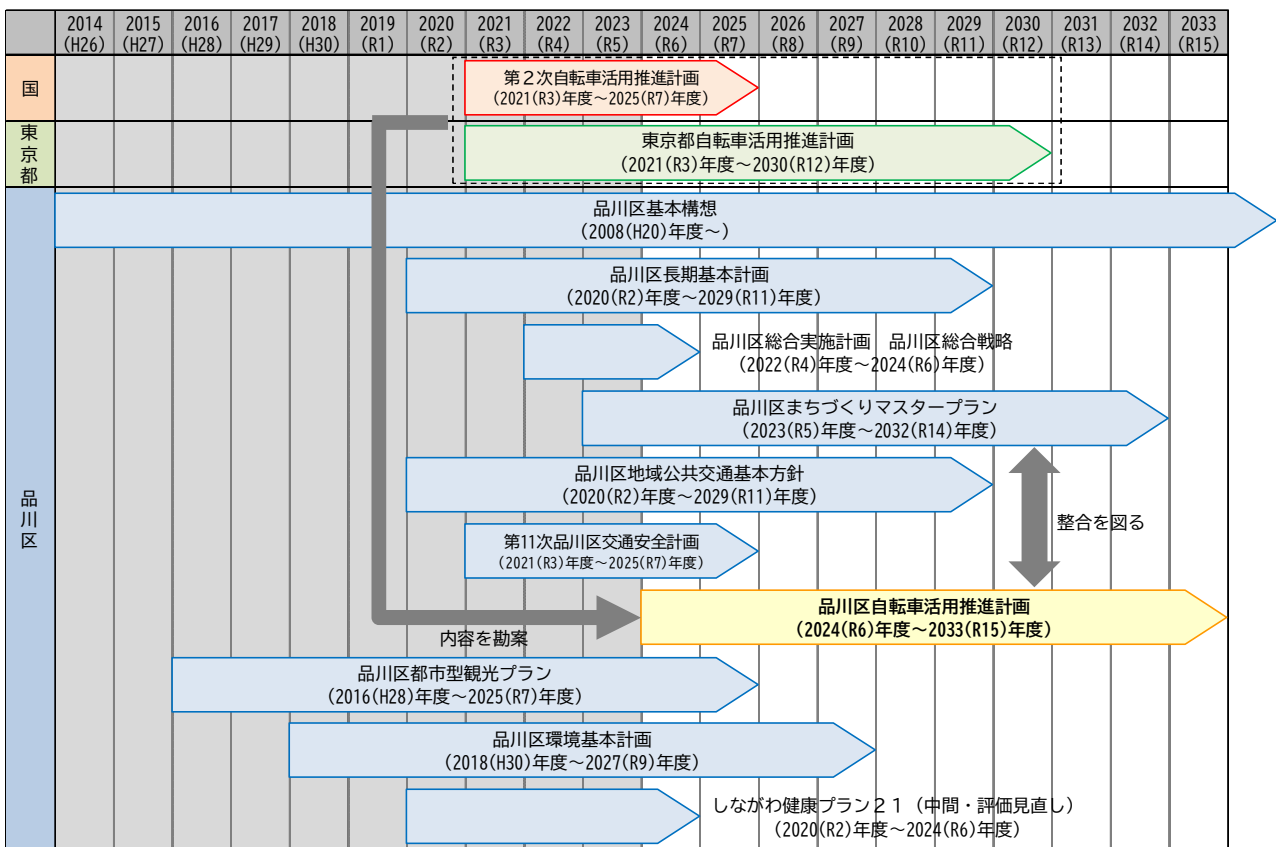 2014 2015 2016 2017 2018 2019 2020 2021 2022 2023 2024 2025 2026 2027 2028 2029 2030 2031 2032 2033
(H26) (H27) (H28) (H29) (H30) (R1) (R2) (R3) (R4) (R5) (R6) (R7) (R8) (R9) (R10) (R11) (R12) (R13) (R14) (R15)
国
第2次自転車活用推進計画
(2021(R3)年度～2025(R7)年度)
東京都
東京都自転車活用推進計画
(2021(R3)年度～2030(R12)年度)
品川区
品川区基本構想
(2008(H20)年度～)
品川区長期基本計画
(2020(R2)年度～2029(R11)年度)
品川区総合実施計画 品川区総合戦略
(2022(R4)年度～2024(R6)年度)
品川区まちづくりマスタープラン
(2023(R5)年度～2032(R14)年度)
品川区地域公共交通基本方針
(2020(R2)年度～2029(R11)年度)
整合を図る
第11次品川区交通安全計画
(2021(R3)年度～2025(R7)年度)
品川区自転車活用推進計画
(2024(R6)年度～2033(R15)年度)
内容を勘案
品川区都市型観光プラン
(2016(H28)年度～2025(R7)年度)
品川区環境基本計画
(2018(H30)年度～2027(R9)年度)
しながわ健康プラン２１（中間・評価見直し）
(2020(R2)年度～2024(R6)年度)